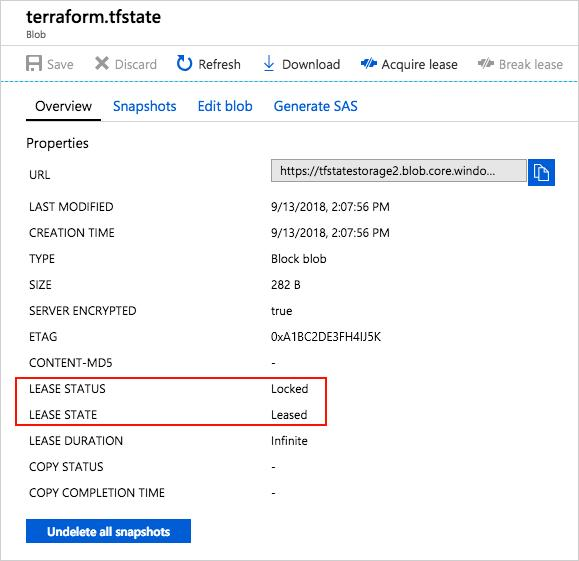 terraform.tfstate
Blob
Save Discard Refresh Download Acquire lease Break lease
Overview Snapshots Edit blob Generate SAS
Properties
URL https://tfstatestorage2.blob.core.windo...
LAST MODIFIED 9/13/2018, 2:07:56 PM
CREATION TIME 9/13/2018, 2:07:56 PM
TYPE Block blob
SIZE 282 B
SERVER ENCRYPTED true
ETAG 0xA1BC2DE3FH4IJ5K
CONTENT-MD5 -
LEASE STATUS Locked
LEASE STATE Leased
LEASE DURATION Infinite
COPY STATUS -
COPY COMPLETION TIME -
Undelete all snapshots